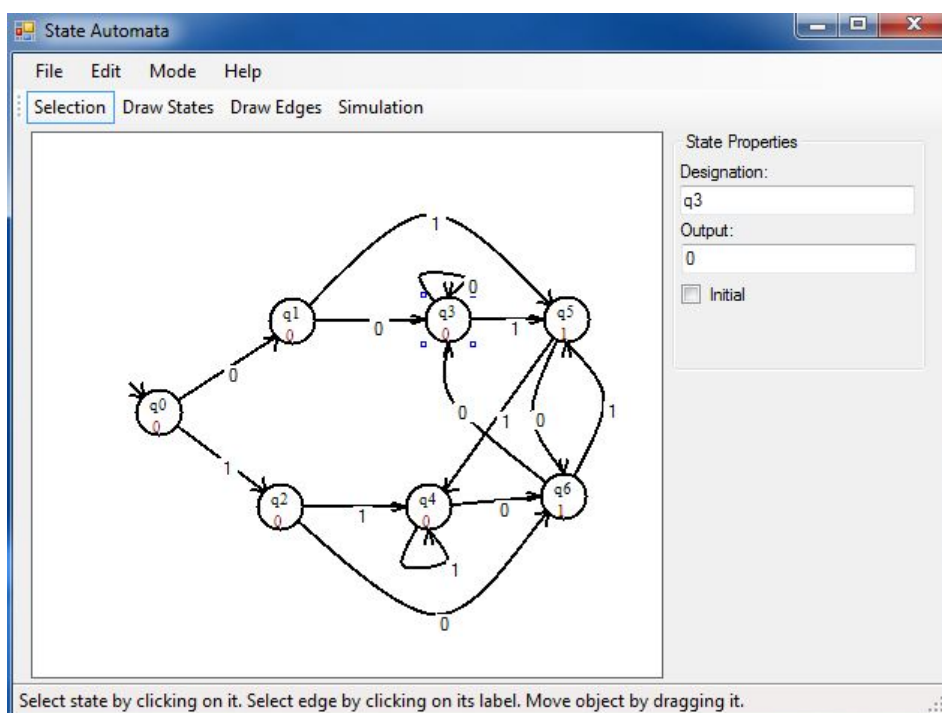 State Automata
File Edit Mode Help
Selection Draw States Draw Edges Simulation
State Properties
Designation:
q3
Output:
0
Initial
1
0
q1
0
0
q3
0
1
q5
1
0
q0
0
0
1
0
1
1
q2
0
1
q4
0
0
q6
1
1
0
Select state by clicking on it. Select edge by clicking on its label. Move object by dragging it.